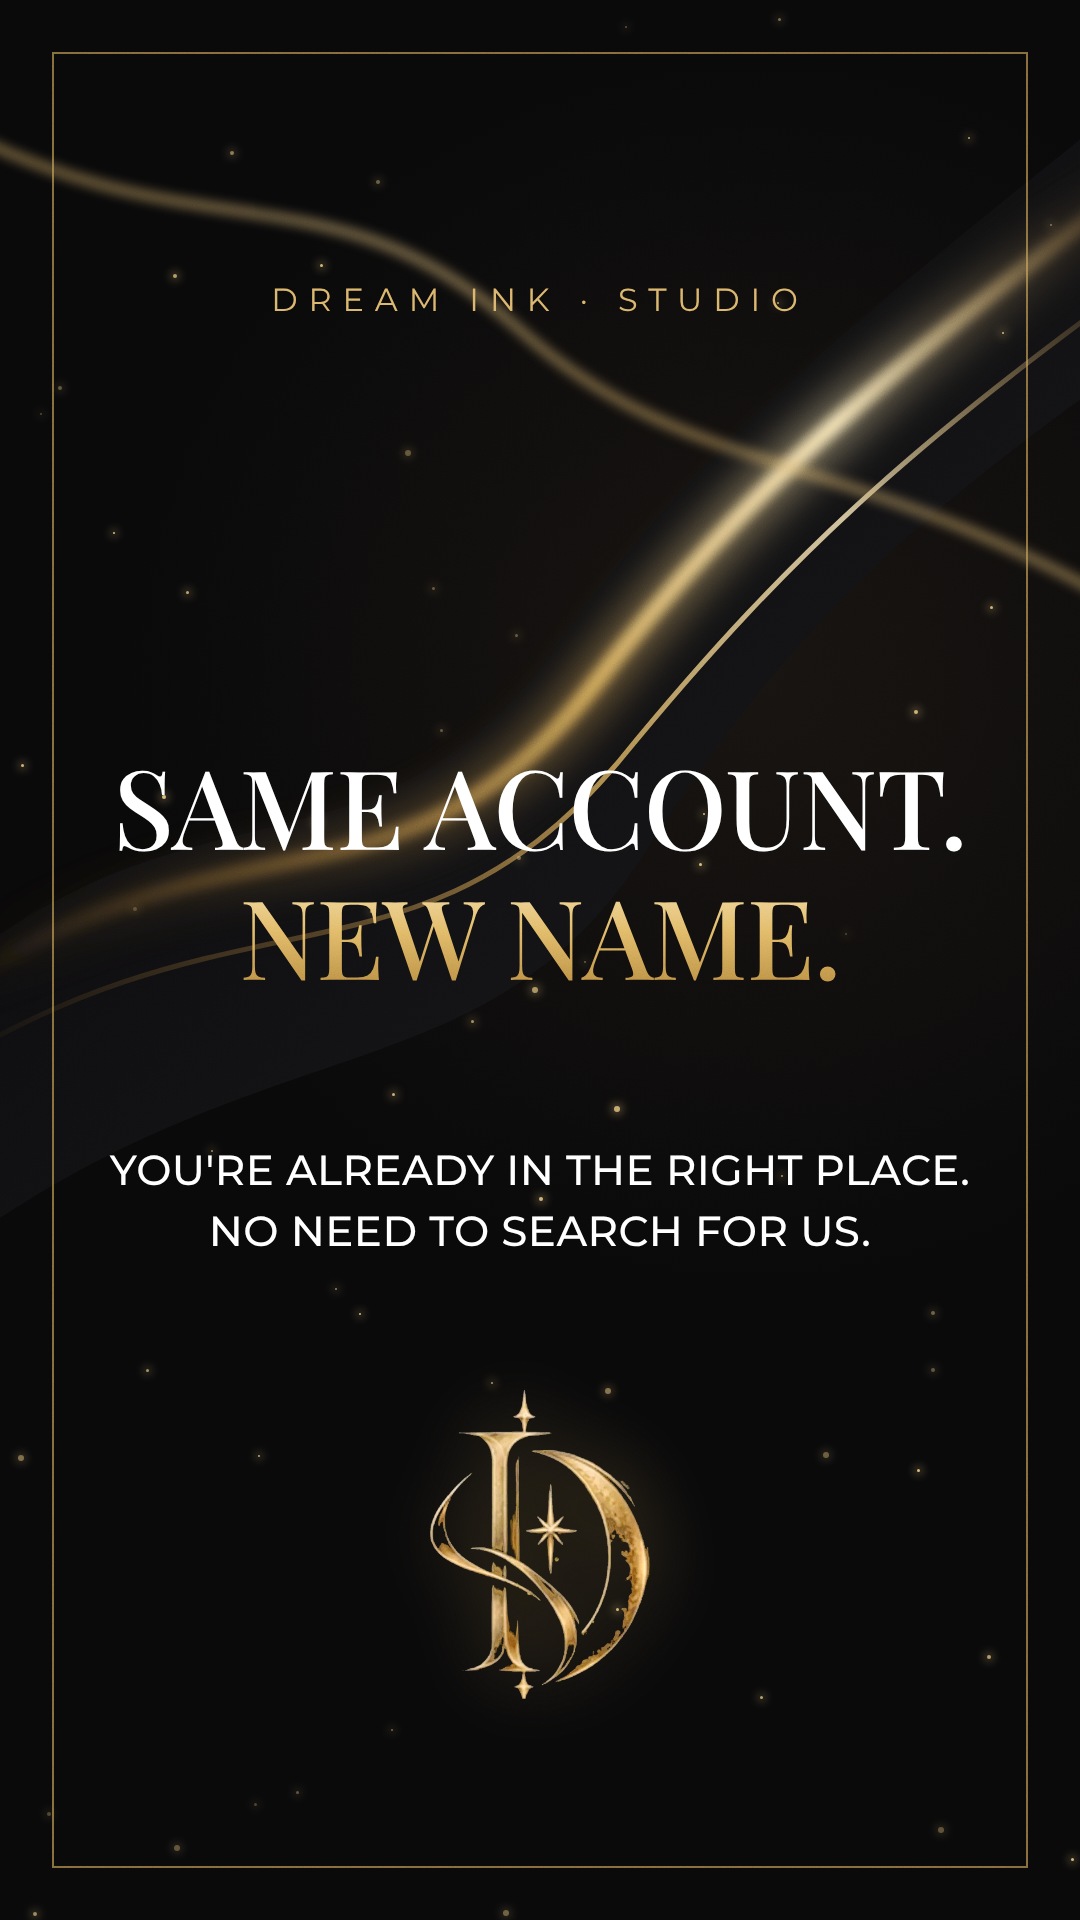 DREAM INK · STUDIO
SAME ACCOUNT.
NEW NAME.
YOU'RE ALREADY IN THE RIGHT PLACE.
NO NEED TO SEARCH FOR US.